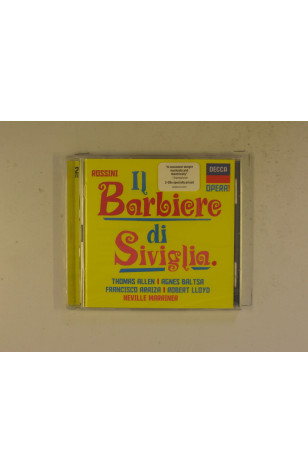 ROSSINI
DECCA
OPERA!
Il
Barbiere
di
Siviglia.
THOMAS ALLEN | AGNES BALTSA
FRANCISCO ARAIZA | ROBERT LLOYD
NEVILLE MARRINER